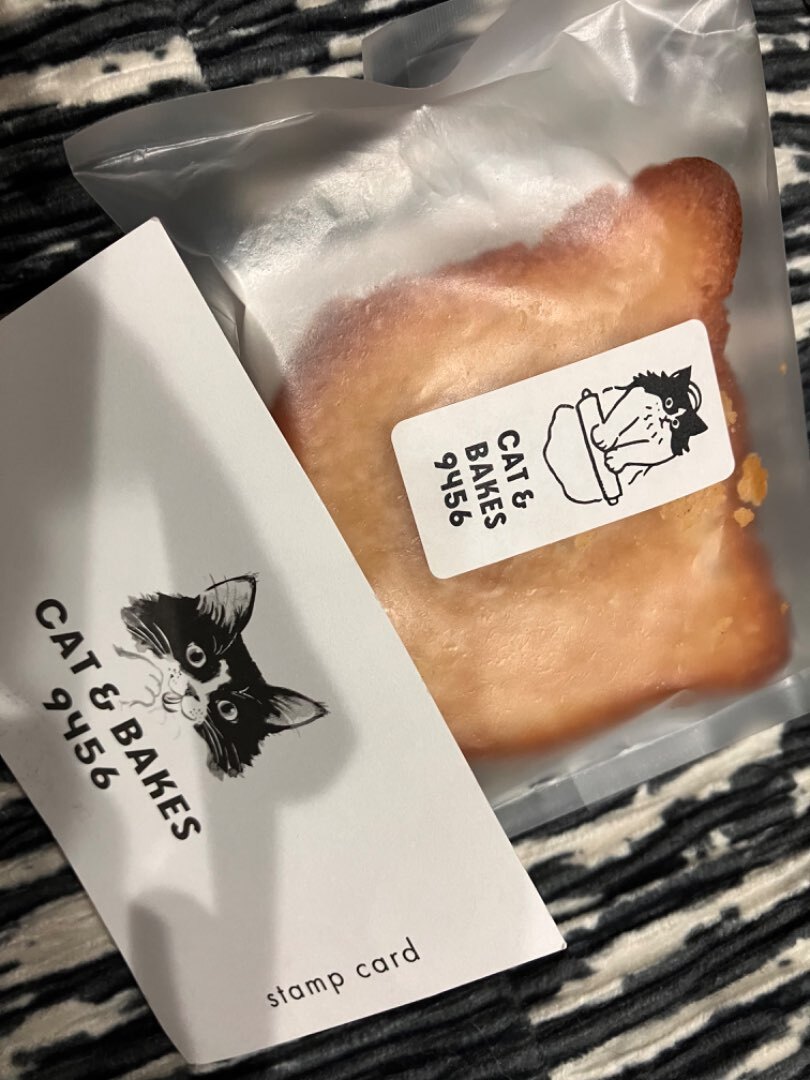 CAT &
BAKES
9456
CAT & BAKES
9456
stamp card